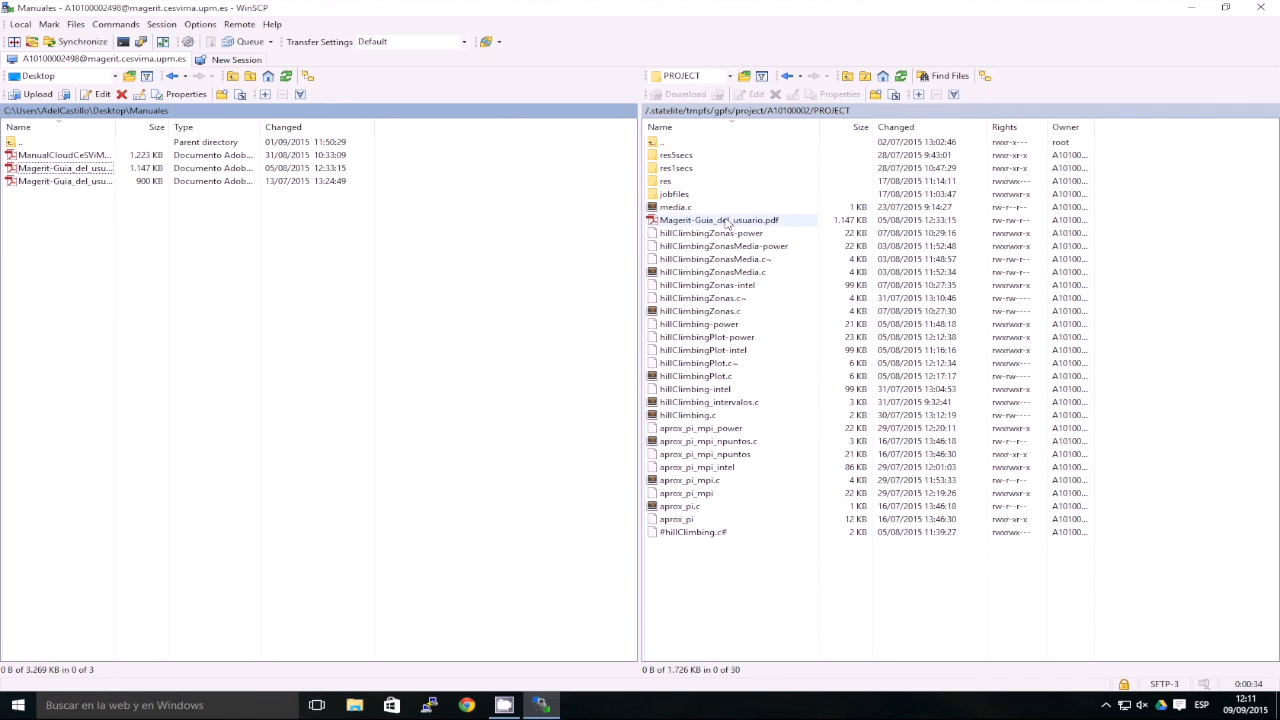 Manuales - A10100002498@magerit.cesvima.upm.es - WinSCP
Local Mark Files Commands Session Options Remote Help
Synchronize Queue Transfer Settings Default
A10100002498@magerit.cesvima.upm.es New Session
Desktop PROJECT Find Files
Upload Edit Properties Download Edit Properties
C:\Users\AdelCastillo\Desktop\Manuales /.statelite/tmpfs/gpfs/project/A10100002/PROJECT
Name Size Type Changed
.. Parent directory 01/09/2015 11:50:29
ManualCloudCeSViM... 1.223 KB Documento Adob... 31/08/2015 10:33:09
Magerit-Guia_del_usu... 1.147 KB Documento Adob... 05/08/2015 12:33:15
Magerit-Guia_del_usu... 900 KB Documento Adob... 13/07/2015 13:24:49
Name Size Changed Rights Owner
.. 02/07/2015 13:02:46 rwxr-x--- root
res5secs 28/07/2015 9:43:01 rwxr-xr-x A10100...
res1secs 28/07/2015 10:47:29 rwxr-xr-x A10100...
res 17/08/2015 11:14:11 rwxr-xr-x A10100...
jobfiles 17/08/2015 11:03:47 rwxr-xr-x A10100...
media.c 1 KB 23/07/2015 9:14:27 rwxrwx--- A10100...
Magerit-Guia_del_usuario.pdf 1.147 KB 05/08/2015 12:33:15 rw-rw-r-- A10100...
hillClimbingZonas-power 22 KB 07/08/2015 10:29:16 rwxrwxr-x A10100...
hillClimbingZonasMedia-power 22 KB 03/08/2015 11:52:48 rwxrwxr-x A10100...
hillClimbingZonasMedia.c~ 4 KB 03/08/2015 11:48:57 rw-rw-r-- A10100...
hillClimbingZonasMedia.c 4 KB 03/08/2015 11:52:34 rw-rw-r-- A10100...
hillClimbingZonas-intel 99 KB 07/08/2015 10:27:35 rwxrwxr-x A10100...
hillClimbingZonas.c~ 4 KB 31/07/2015 13:10:46 rw-rw---- A10100...
hillClimbingZonas.c 4 KB 07/08/2015 10:27:30 rw-rw---- A10100...
hillClimbing-power 21 KB 05/08/2015 11:48:18 rwxrwxr-x A10100...
hillClimbingPlot-power 23 KB 05/08/2015 12:12:38 rwxrwxr-x A10100...
hillClimbingPlot-intel 99 KB 05/08/2015 11:16:16 rwxrwxr-x A10100...
hillClimbingPlot.c~ 6 KB 05/08/2015 12:12:34 rw-rw-r-- A10100...
hillClimbingPlot.c 6 KB 05/08/2015 12:17:17 rw-rw-r-- A10100...
hillClimbing-intel 99 KB 31/07/2015 13:04:53 rwxrwxr-x A10100...
hillClimbing_intervalos.c 3 KB 31/07/2015 9:32:41 rwxrwx--- A10100...
hillClimbing.c 2 KB 30/07/2015 13:12:19 rw-rw---- A10100...
aprox_pi_mpi_power 22 KB 29/07/2015 12:20:11 rwxrwxr-x A10100...
aprox_pi_mpi_npuntos.c 3 KB 16/07/2015 13:46:18 rw-r--r-- A10100...
aprox_pi_mpi_npuntos 21 KB 16/07/2015 13:46:30 rwxr-xr-x A10100...
aprox_pi_mpi_intel 86 KB 29/07/2015 12:01:03 rwxrwxr-x A10100...
aprox_pi_mpi.c 4 KB 29/07/2015 11:53:33 rw-r--r-- A10100...
aprox_pi_mpi 22 KB 29/07/2015 12:19:26 rwxrwxr-x A10100...
aprox_pi.c 1 KB 16/07/2015 13:46:18 rw-r--r-- A10100...
aprox_pi 12 KB 16/07/2015 13:46:30 rwxr-xr-x A10100...
#hillClimbing.c# 2 KB 05/08/2015 11:39:27 rwxrwx--- A10100...
0 B of 3.269 KB in 0 of 3 0 B of 1.726 KB in 0 of 30
SFTP-3 0:00:34
Buscar en la web y en Windows ESP 12:11
09/09/2015